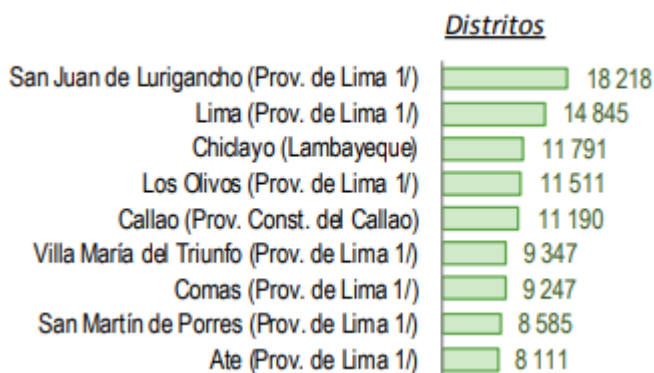 Distritos
San Juan de Lurigancho (Prov. de Lima 1/) 18 218
Lima (Prov. de Lima 1/) 14 845
Chiclayo (Lambayeque) 11 791
Los Olivos (Prov. de Lima 1/) 11 511
Callao (Prov. Const. del Callao) 11 190
Villa María del Triunfo (Prov. de Lima 1/) 9 347
Comas (Prov. de Lima 1/) 9 247
San Martín de Porres (Prov. de Lima 1/) 8 585
Ate (Prov. de Lima 1/) 8 111